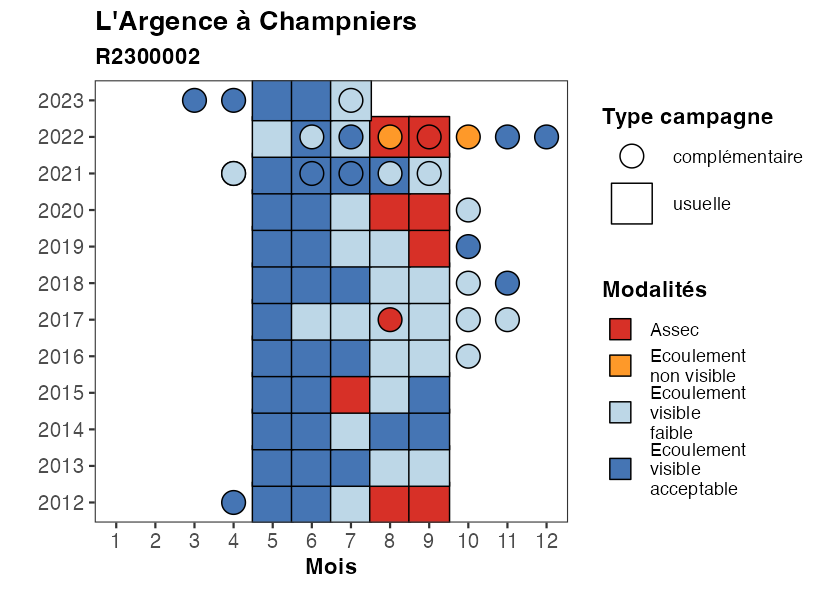 L'Argence à Champniers
R2300002
2023
2022
2021
2020
2019
2018
2017
2016
2015
2014
2013
2012
1 2 3 4 5 6 7 8 9 10 11 12
Mois
Type campagne
complémentaire
usuelle
Modalités
Assec
Ecoulement
non visible
Ecoulement
visible
faible
Ecoulement
visible
acceptable